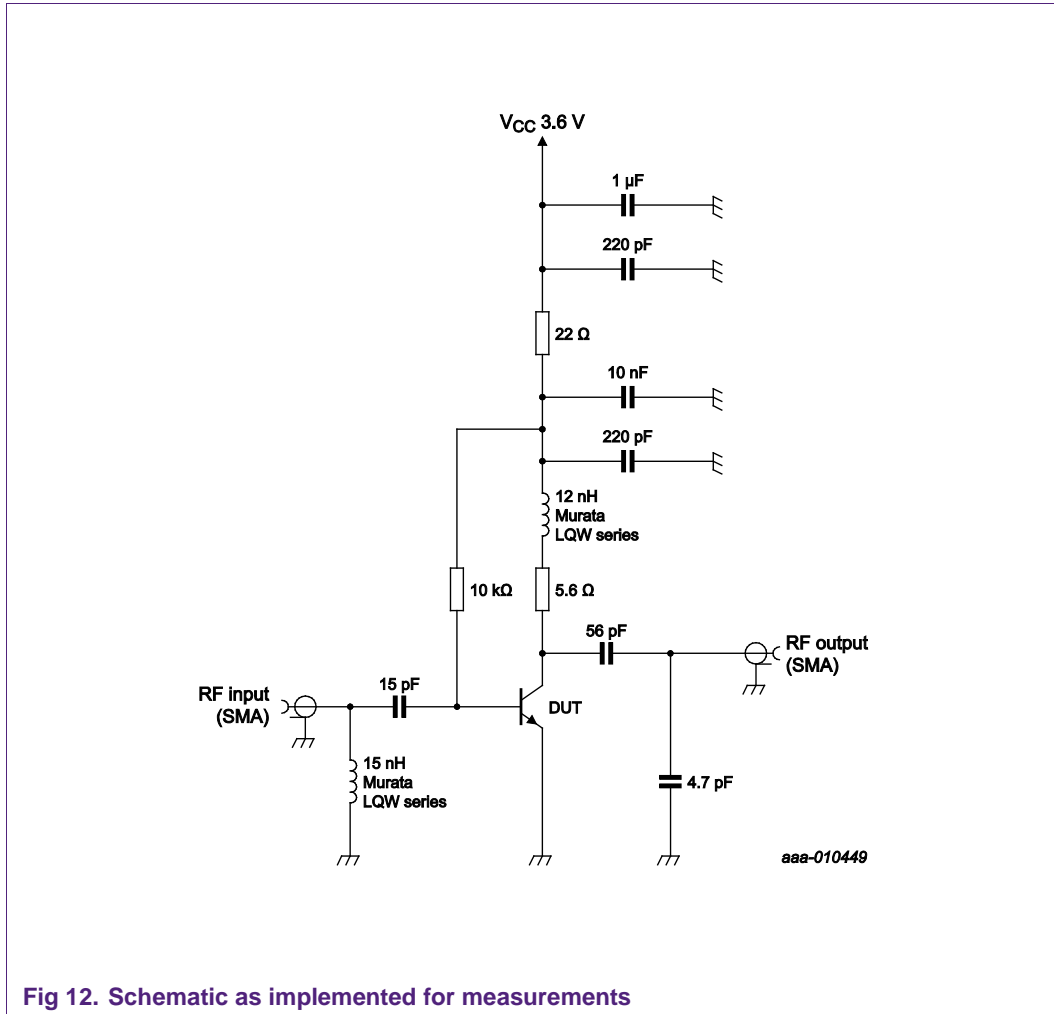 VCC 3.6 V
1 µF
220 pF
22 Ω
10 nF
220 pF
12 nH
Murata
LQW series
10 kΩ
5.6 Ω
56 pF
RF output
(SMA)
RF input
(SMA)
15 pF
DUT
15 nH
Murata
LQW series
4.7 pF
aaa-010449
Fig 12. Schematic as implemented for measurements